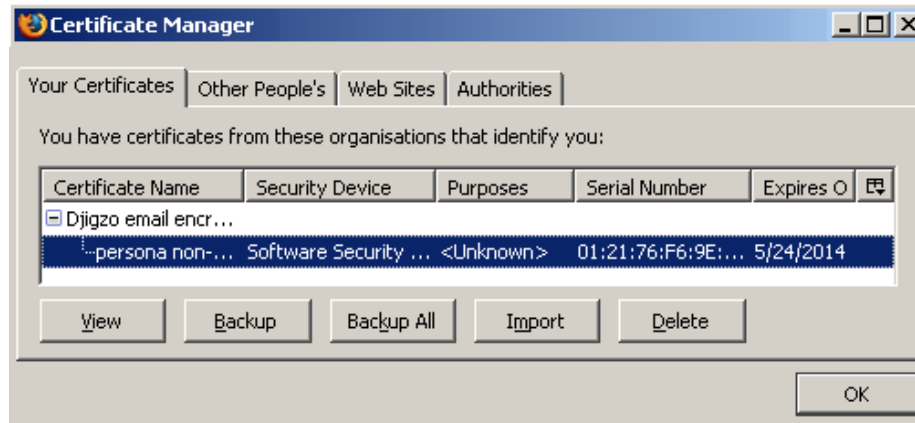 Certificate Manager
Your Certificates Other People's Web Sites Authorities
You have certificates from these organisations that identify you:
Certificate Name Security Device Purposes Serial Number Expires O
Djigzo email encr...
persona non-... Software Security ... <Unknown> 01:21:76:F6:9E:... 5/24/2014
View Backup Backup All Import Delete
OK